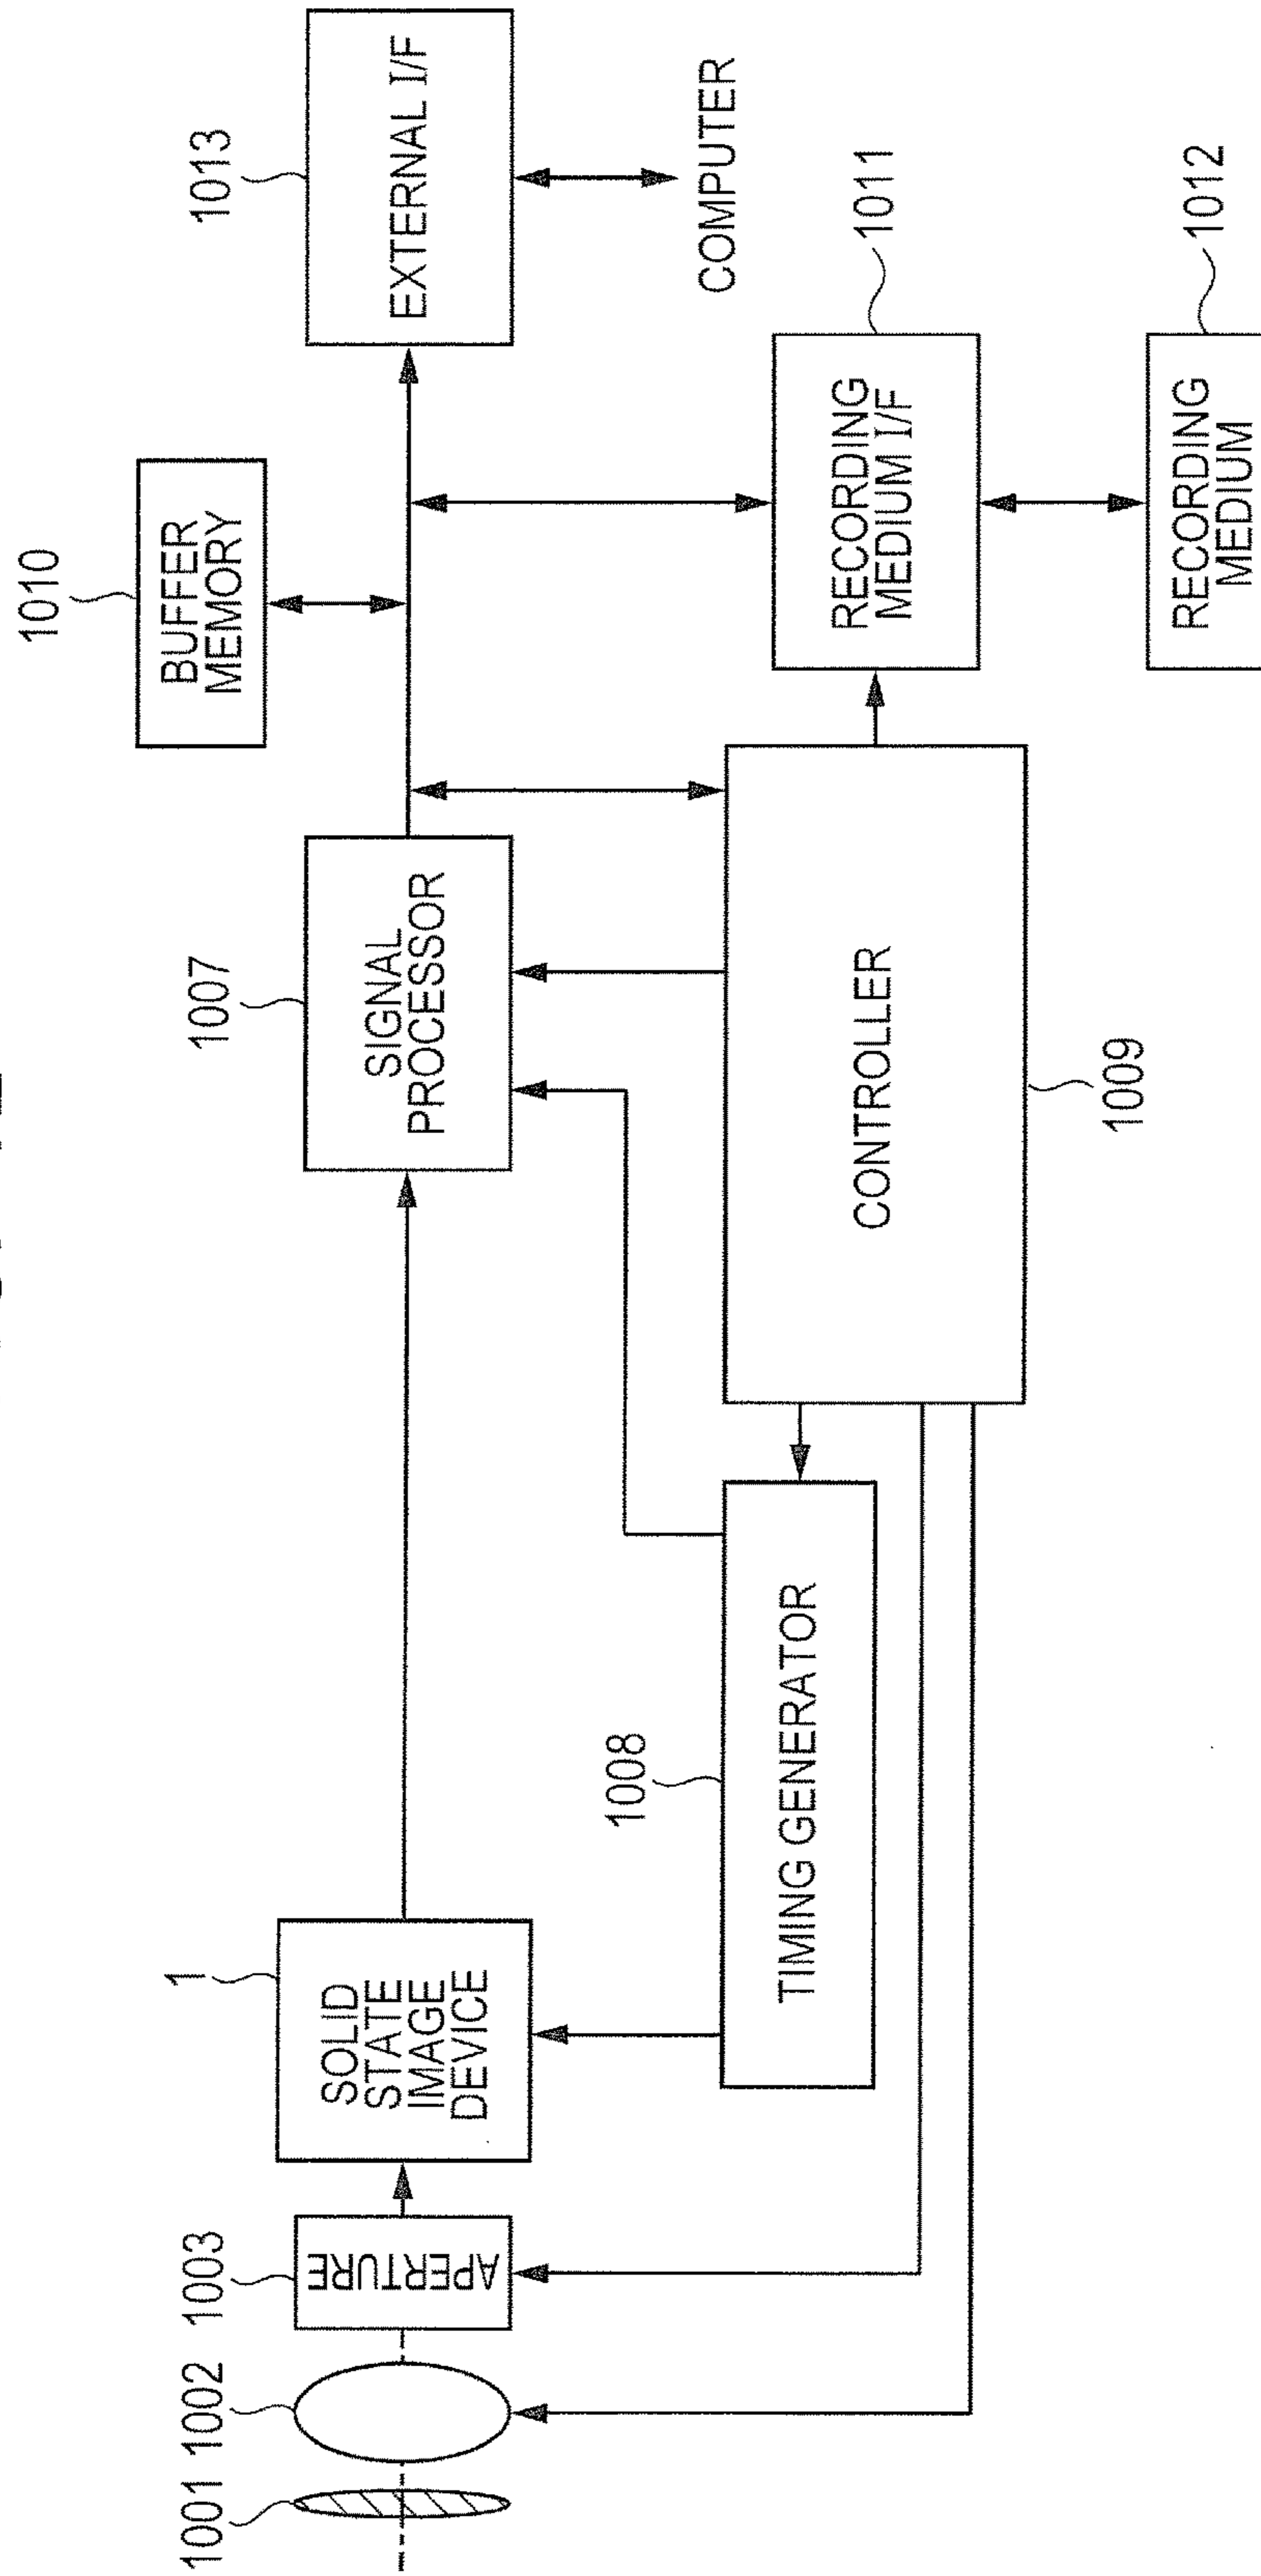 1001
1002
1003
APERTURE
1
SOLID
STATE
IMAGE
DEVICE
1007
SIGNAL
PROCESSOR
1010
BUFFER
MEMORY
1013
EXTERNAL I/F
COMPUTER
1008
TIMING GENERATOR
CONTROLLER
1009
RECORDING
MEDIUM I/F
1011
RECORDING
MEDIUM
1012